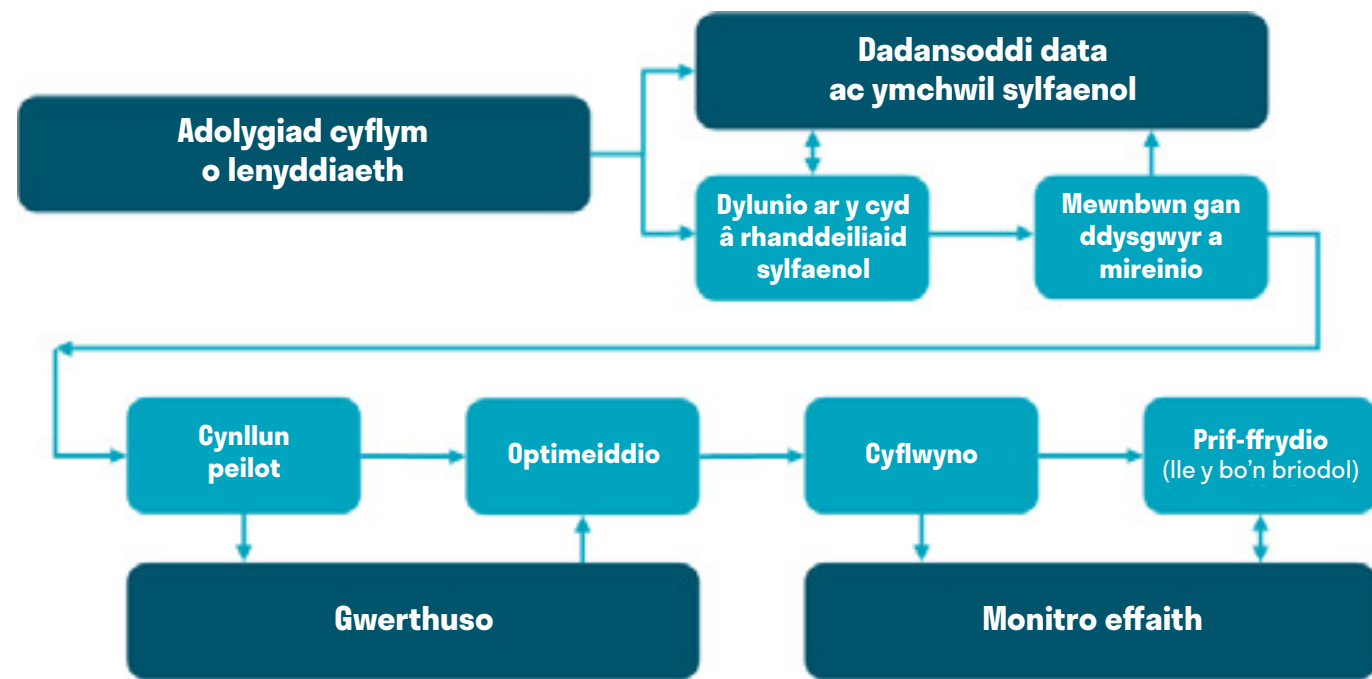 Dadansoddi data
ac ymchwil sylfaenol
Adolygiad cyflym
o lenyddiaeth
Dylunio ar y cyd
â rhanddeiliaid
sylfaenol
Mewnbwn gan
ddysgwyr a
mireinio
Cynllun
peilot
Optimeiddio
Cyflwyno
Prif-ffrydio
(lle y bo’n briodol)
Gwerthuso
Monitro effaith